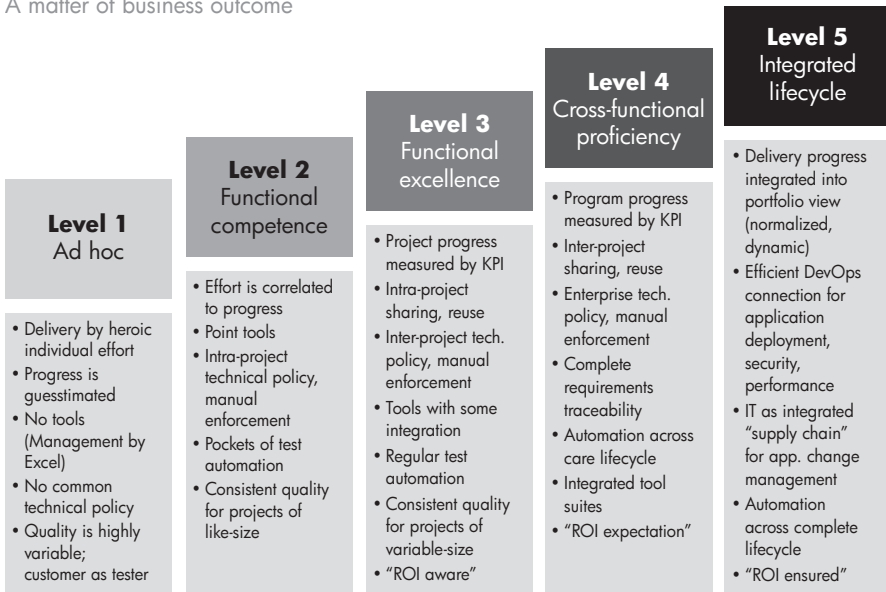 A matter of business outcome
Level 1
Ad hoc
• Delivery by heroic
individual effort
• Progress is
guesstimated
• No tools
(Management by
Excel)
• No common
technical policy
• Quality is highly
variable;
customer as tester
Level 2
Functional
competence
• Effort is correlated
to progress
• Point tools
• Intra-project
technical policy,
manual
enforcement
• Pockets of test
automation
• Consistent quality
for projects of
like-size
Level 3
Functional
excellence
• Project progress
measured by KPI
• Intra-project
sharing, reuse
• Inter-project tech.
policy, manual
enforcement
• Tools with some
integration
• Regular test
automation
• Consistent quality
for projects of
variable-size
• “ROI aware”
Level 4
Cross-functional
proficiency
• Program progress
measured by KPI
• Inter-project
sharing, reuse
• Enterprise tech.
policy, manual
enforcement
• Complete
requirements
traceability
• Automation across
care lifecycle
• Integrated tool
suites
• “ROI expectation”
Level 5
Integrated
lifecycle
• Delivery progress
integrated into
portfolio view
(normalized,
dynamic)
• Efficient DevOps
connection for
application
deployment,
security,
performance
• IT as integrated
“supply chain”
for app. change
management
• Automation
across complete
lifecycle
• “ROI ensured”